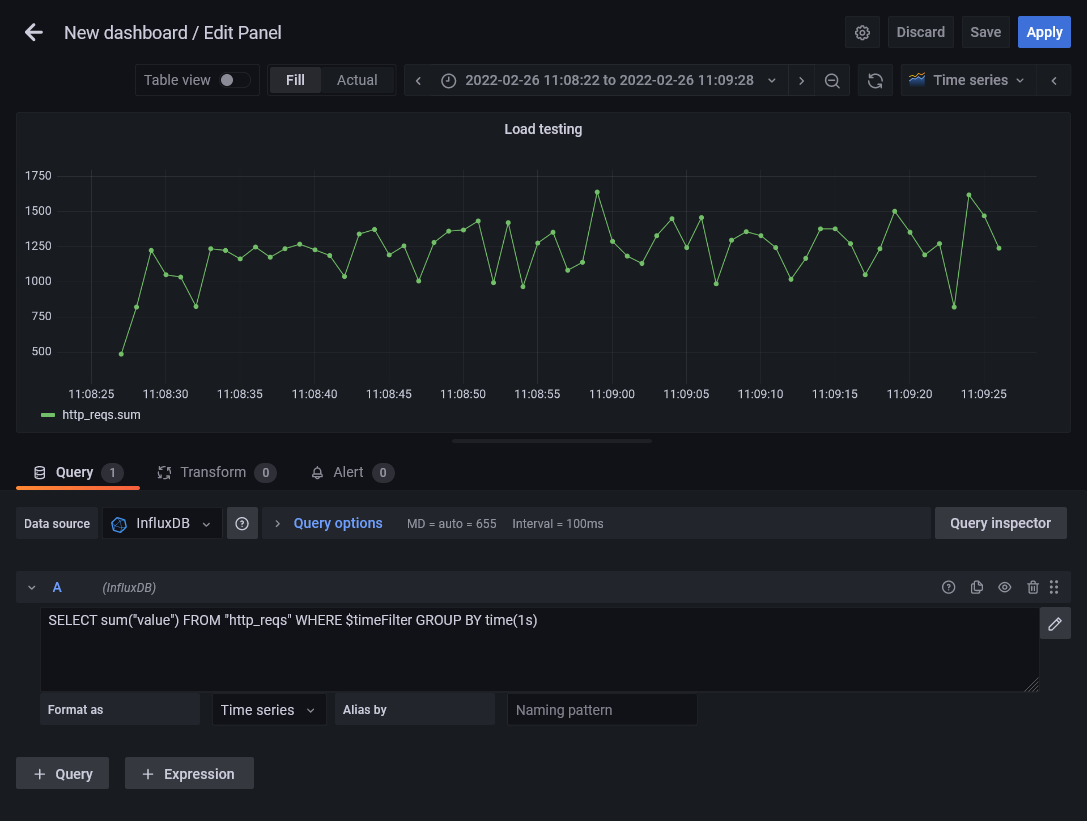 New dashboard / Edit Panel
Discard
Save
Apply
Table view
Fill
Actual
2022-02-26 11:08:22 to 2022-02-26 11:09:28
Time series
Load testing
1750
1500
1250
1000
750
500
11:08:25 11:08:30 11:08:35 11:08:40 11:08:45 11:08:50 11:08:55 11:09:00 11:09:05 11:09:10 11:09:15 11:09:20 11:09:25
http_reqs.sum
Query 1
Transform 0
Alert 0
Data source
InfluxDB
Query options
MD = auto = 655
Interval = 100ms
Query inspector
A
(InfluxDB)
SELECT sum("value") FROM "http_reqs" WHERE $timeFilter GROUP BY time(1s)
Format as
Time series
Alias by
Naming pattern
+ Query
+ Expression